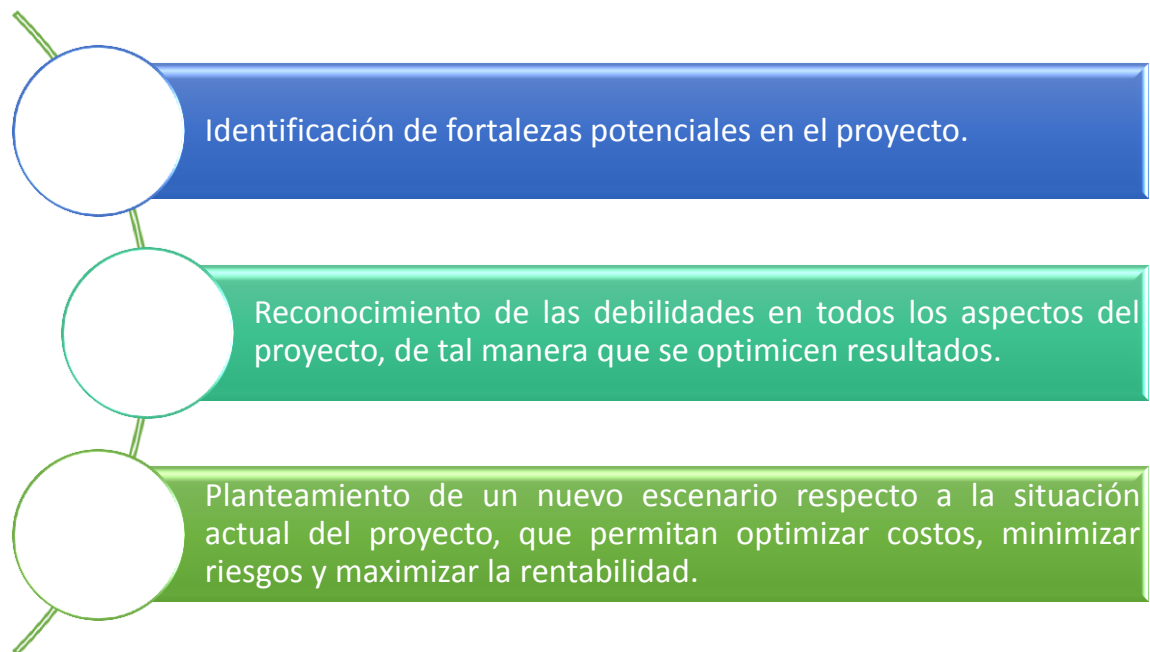 Identificación de fortalezas potenciales en el proyecto.
Reconocimiento de las debilidades en todos los aspectos del
proyecto, de tal manera que se optimicen resultados.
Planteamiento de un nuevo escenario respecto a la situación
actual del proyecto, que permitan optimizar costos, minimizar
riesgos y maximizar la rentabilidad.